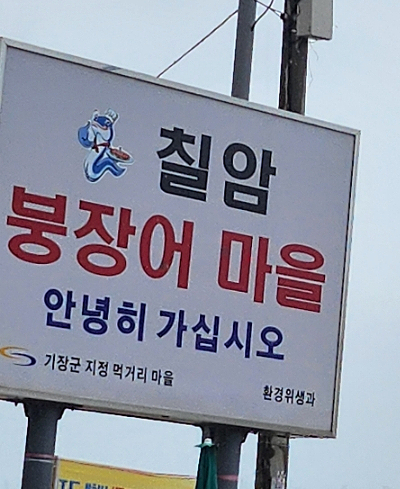 칠암
붕장어 마을
안녕히 가십시오
기장군 지정 먹거리 마을
환경위생과